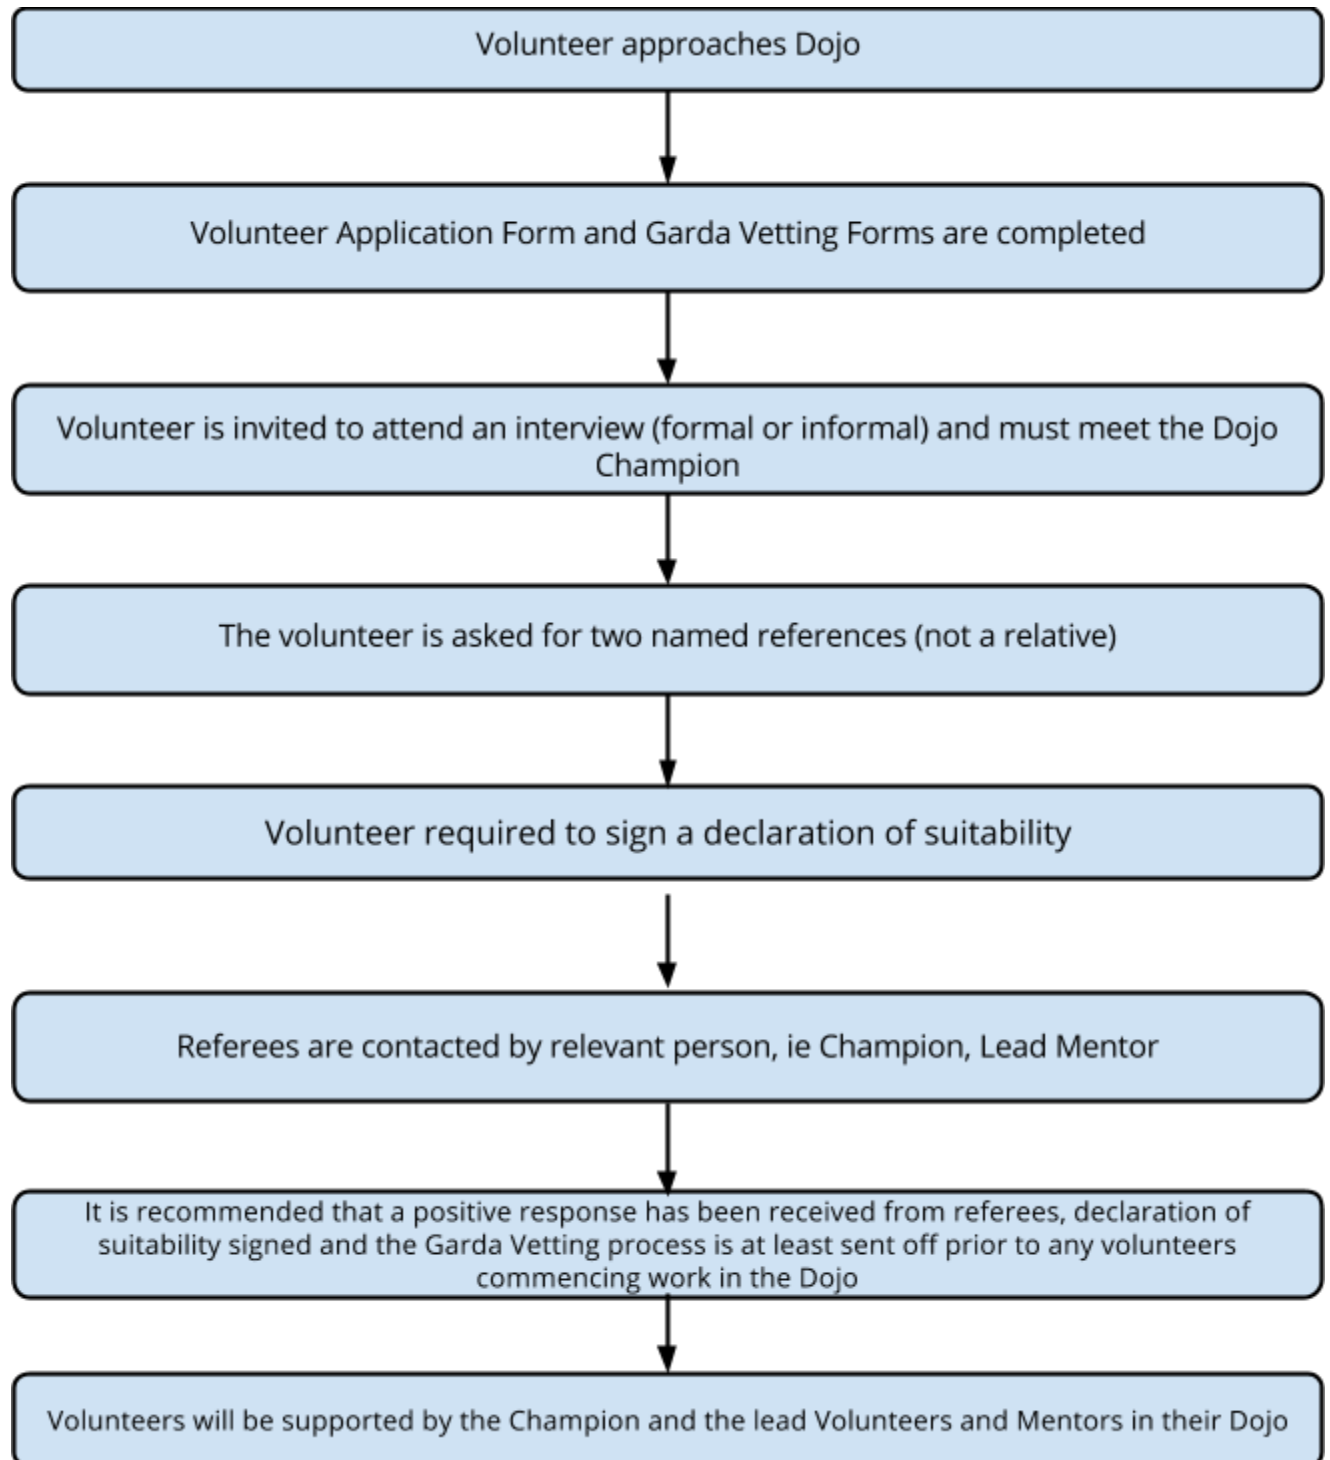 Volunteer approaches Dojo
Volunteer Application Form and Garda Vetting Forms are completed
Volunteer is invited to attend an interview (formal or informal) and must meet the Dojo
Champion
The volunteer is asked for two named references (not a relative)
Volunteer required to sign a declaration of suitability
Referees are contacted by relevant person, ie Champion, Lead Mentor
It is recommended that a positive response has been received from referees, declaration of
suitability signed and the Garda Vetting process is at least sent off prior to any volunteers
commencing work in the Dojo
Volunteers will be supported by the Champion and the lead Volunteers and Mentors in their Dojo